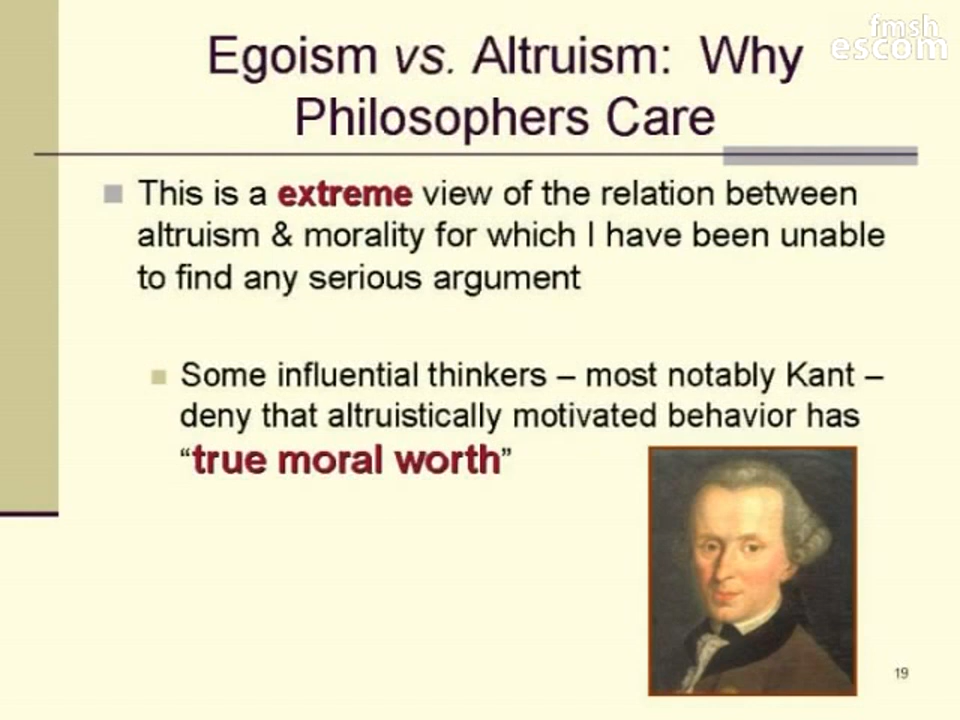 fmsh
escom
Egoism vs. Altruism: Why
Philosophers Care
This is a extreme view of the relation between
altruism & morality for which I have been unable
to find any serious argument
Some influential thinkers – most notably Kant –
deny that altruistically motivated behavior has
“true moral worth”
19